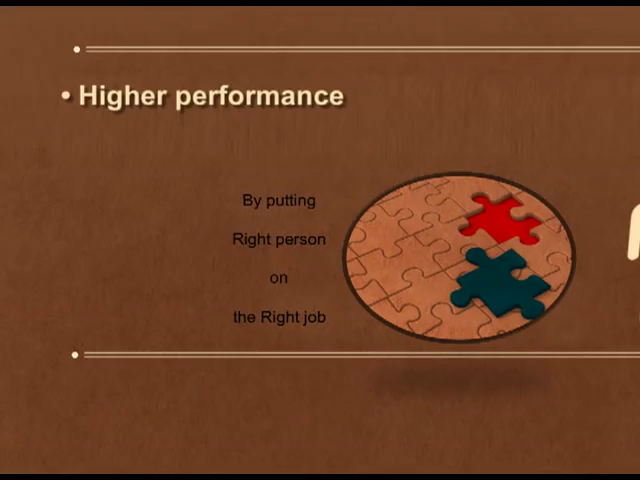 • Higher performance
By putting
Right person
on
the Right job